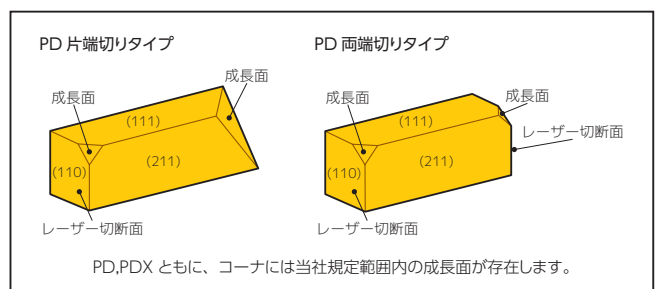 PD 片端切りタイプ
PD 両端切りタイプ
成長面
成長面
(111)
(211)
(110)
レーザー切断面
成長面
成長面
(111)
レーザー切断面
(211)
(110)
レーザー切断面
PD,PDX ともに、コーナには当社規定範囲内の成長面が存在します。